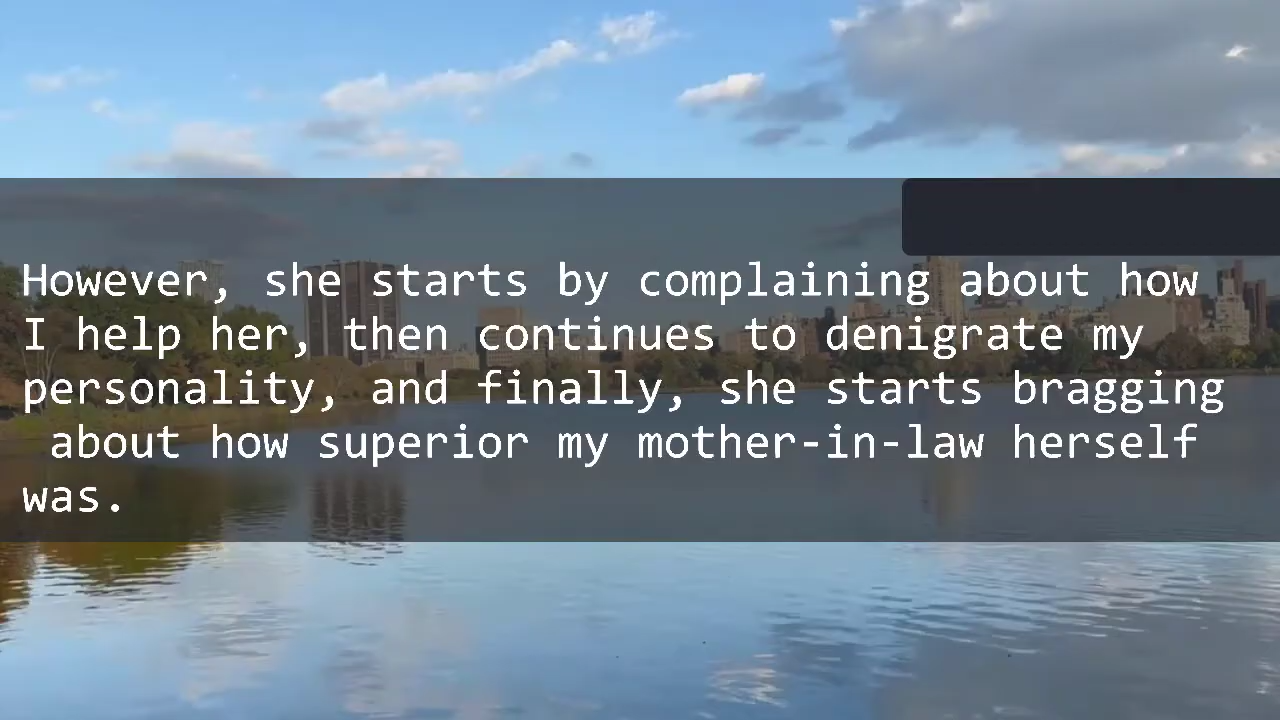 However, she starts by complaining about how
I help her, then continues to denigrate my
personality, and finally, she starts bragging
about how superior my mother-in-law herself
was.